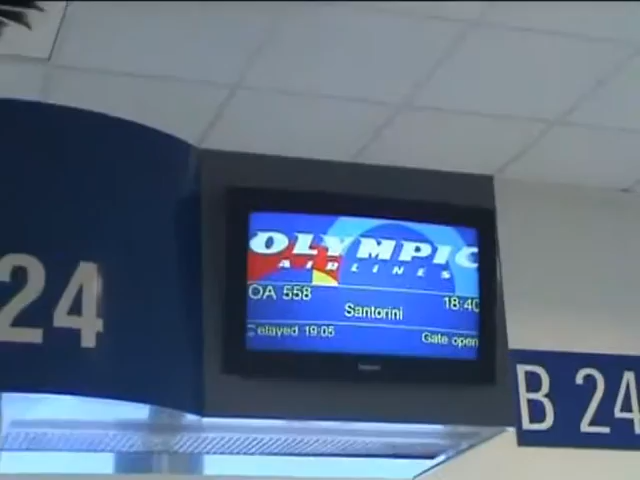 24
OLYMPIC
AIRLINES
OA 558
18:40
Santorini
Delayed 19:05
Gate open
B 24